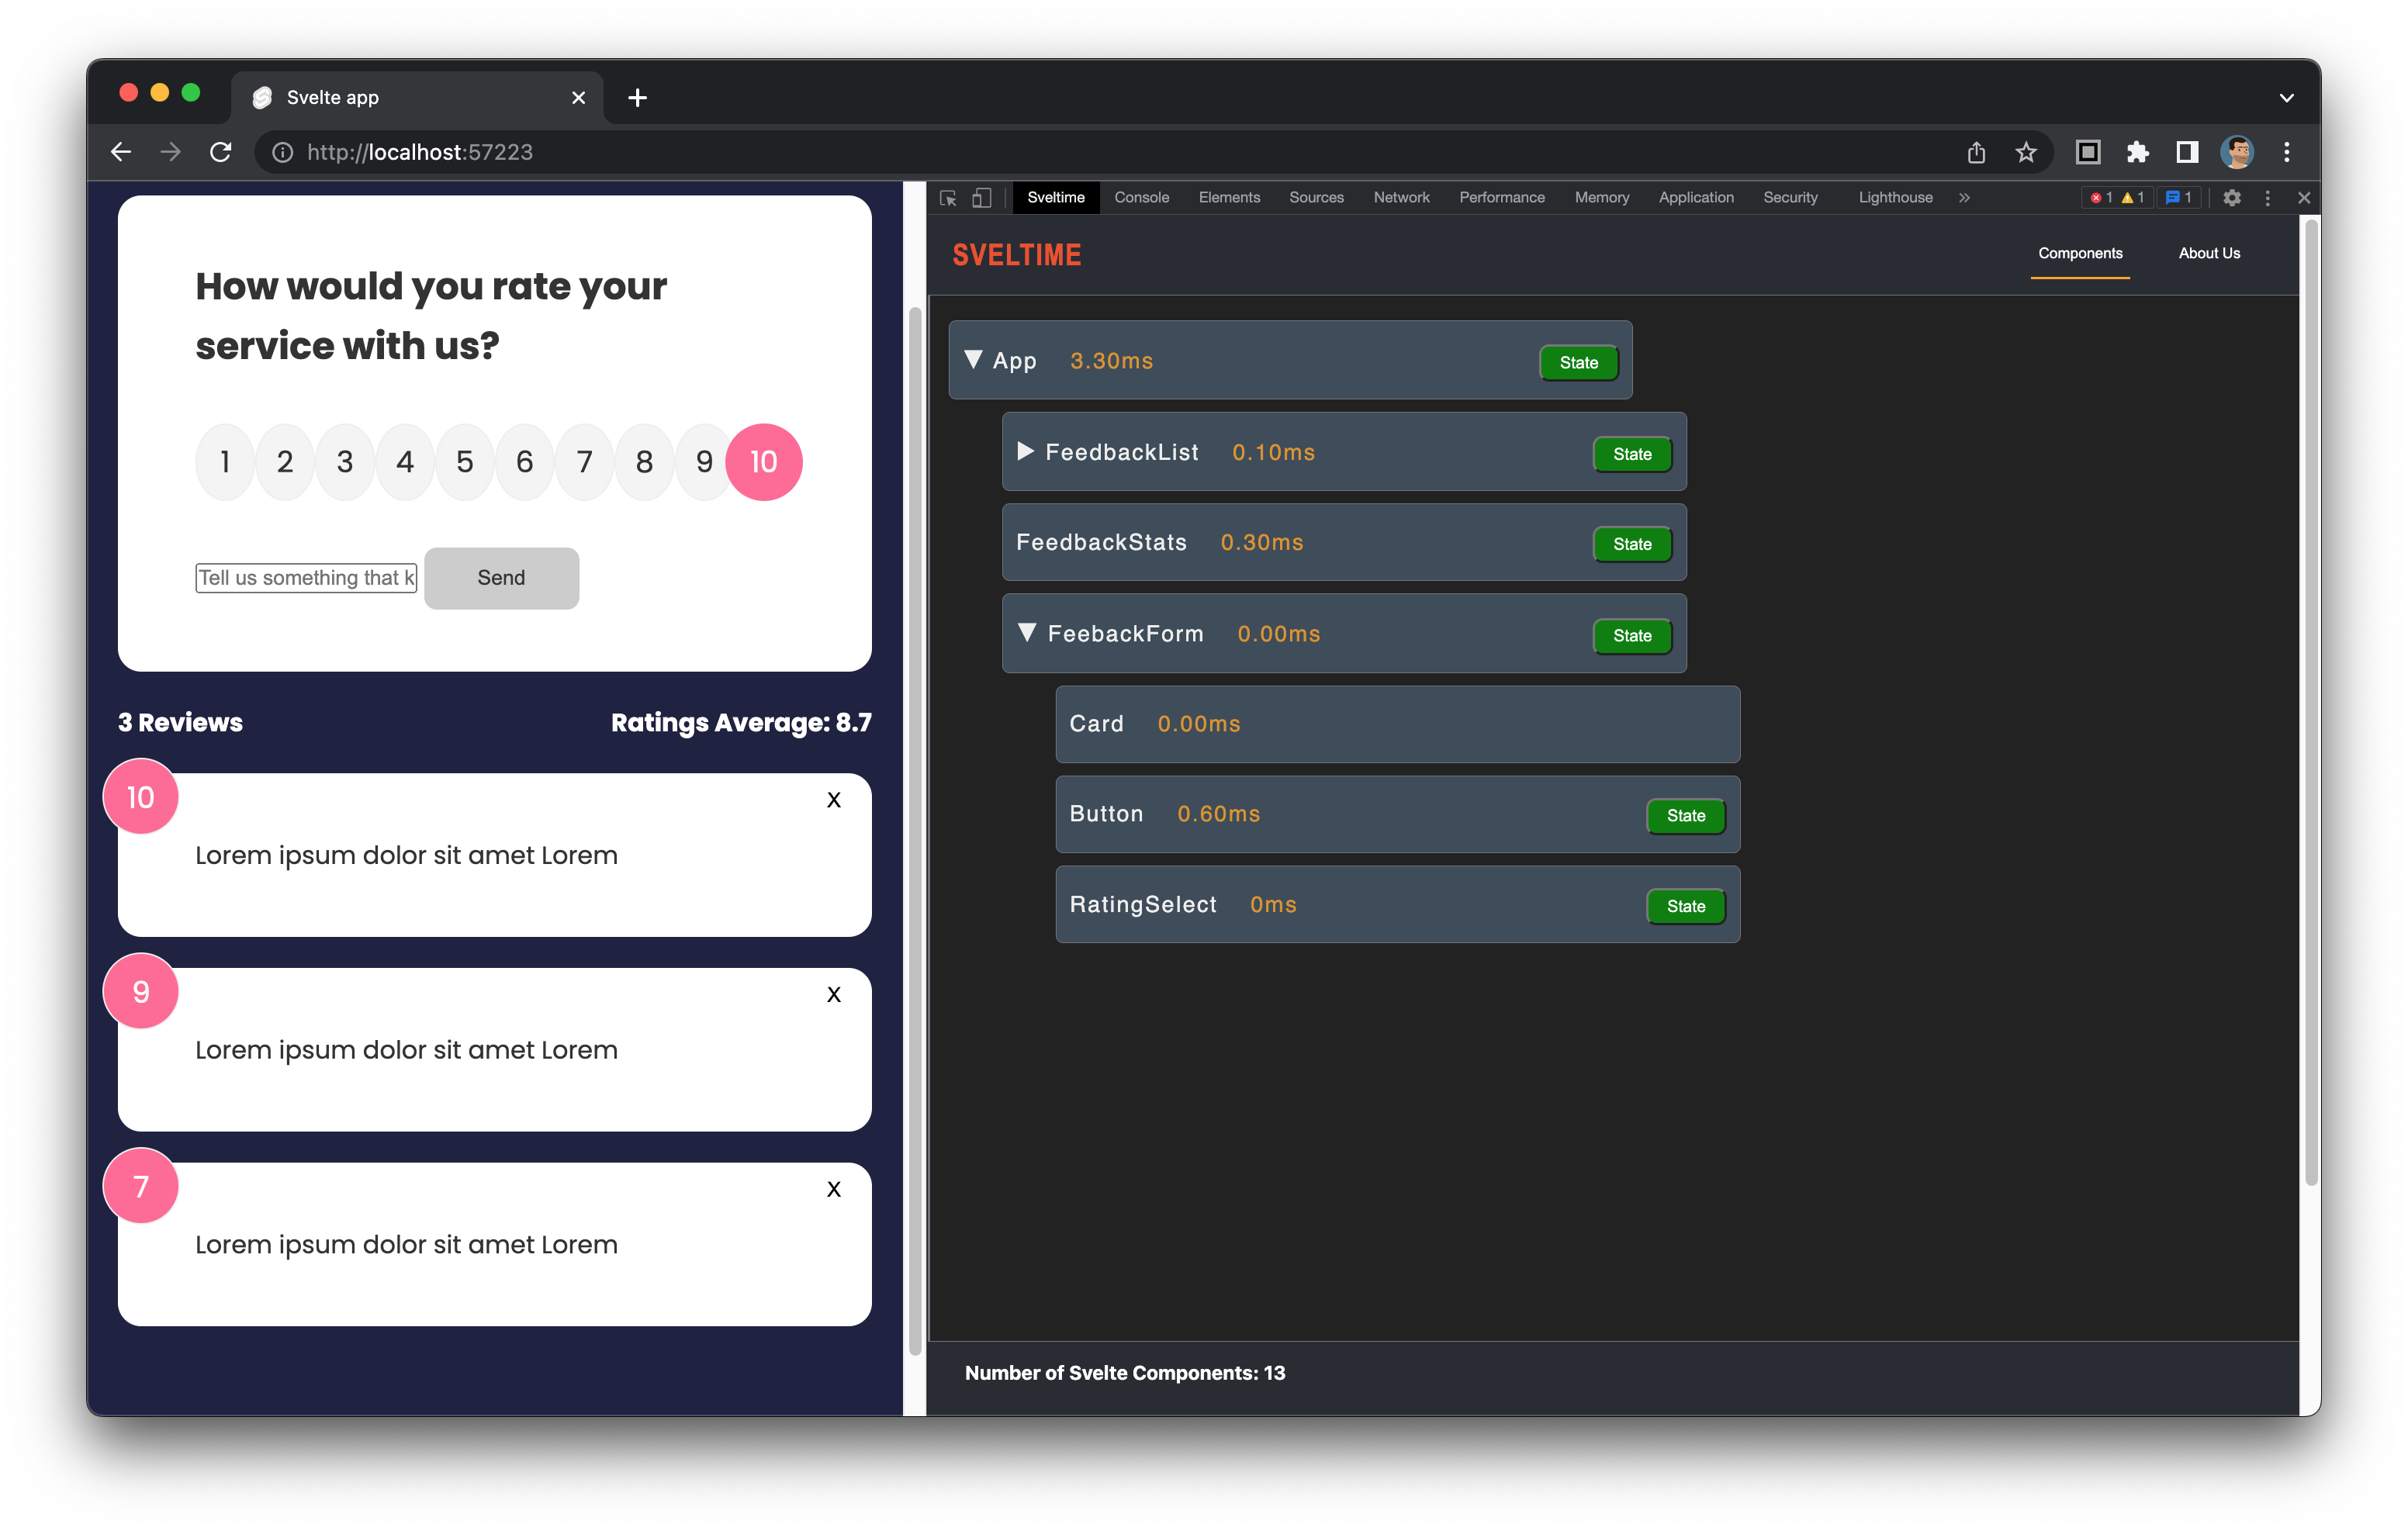 Svelte app
http://localhost:57223
How would you rate your
service with us?
1 2 3 4 5 6 7 8 9 10
Tell us something that k
Send
3 Reviews
Ratings Average: 8.7
10
X
Lorem ipsum dolor sit amet Lorem
9
X
Lorem ipsum dolor sit amet Lorem
7
X
Lorem ipsum dolor sit amet Lorem
Sveltime Console Elements Sources Network Performance Memory Application Security Lighthouse » 1 1 1
SVELTIME
Components
About Us
App 3.30ms State
FeedbackList 0.10ms State
FeedbackStats 0.30ms State
FeebackForm 0.00ms State
Card 0.00ms
Button 0.60ms State
RatingSelect 0ms State
Number of Svelte Components: 13